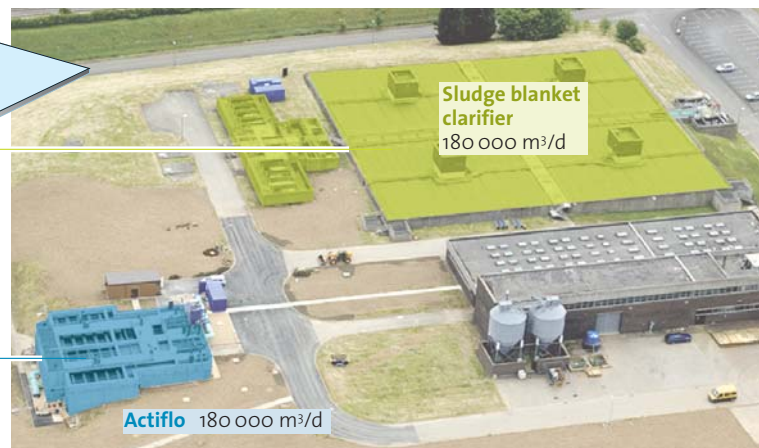 Sludge blanket
clarifier
180 000 m³/d
Actiflo 180 000 m³/d